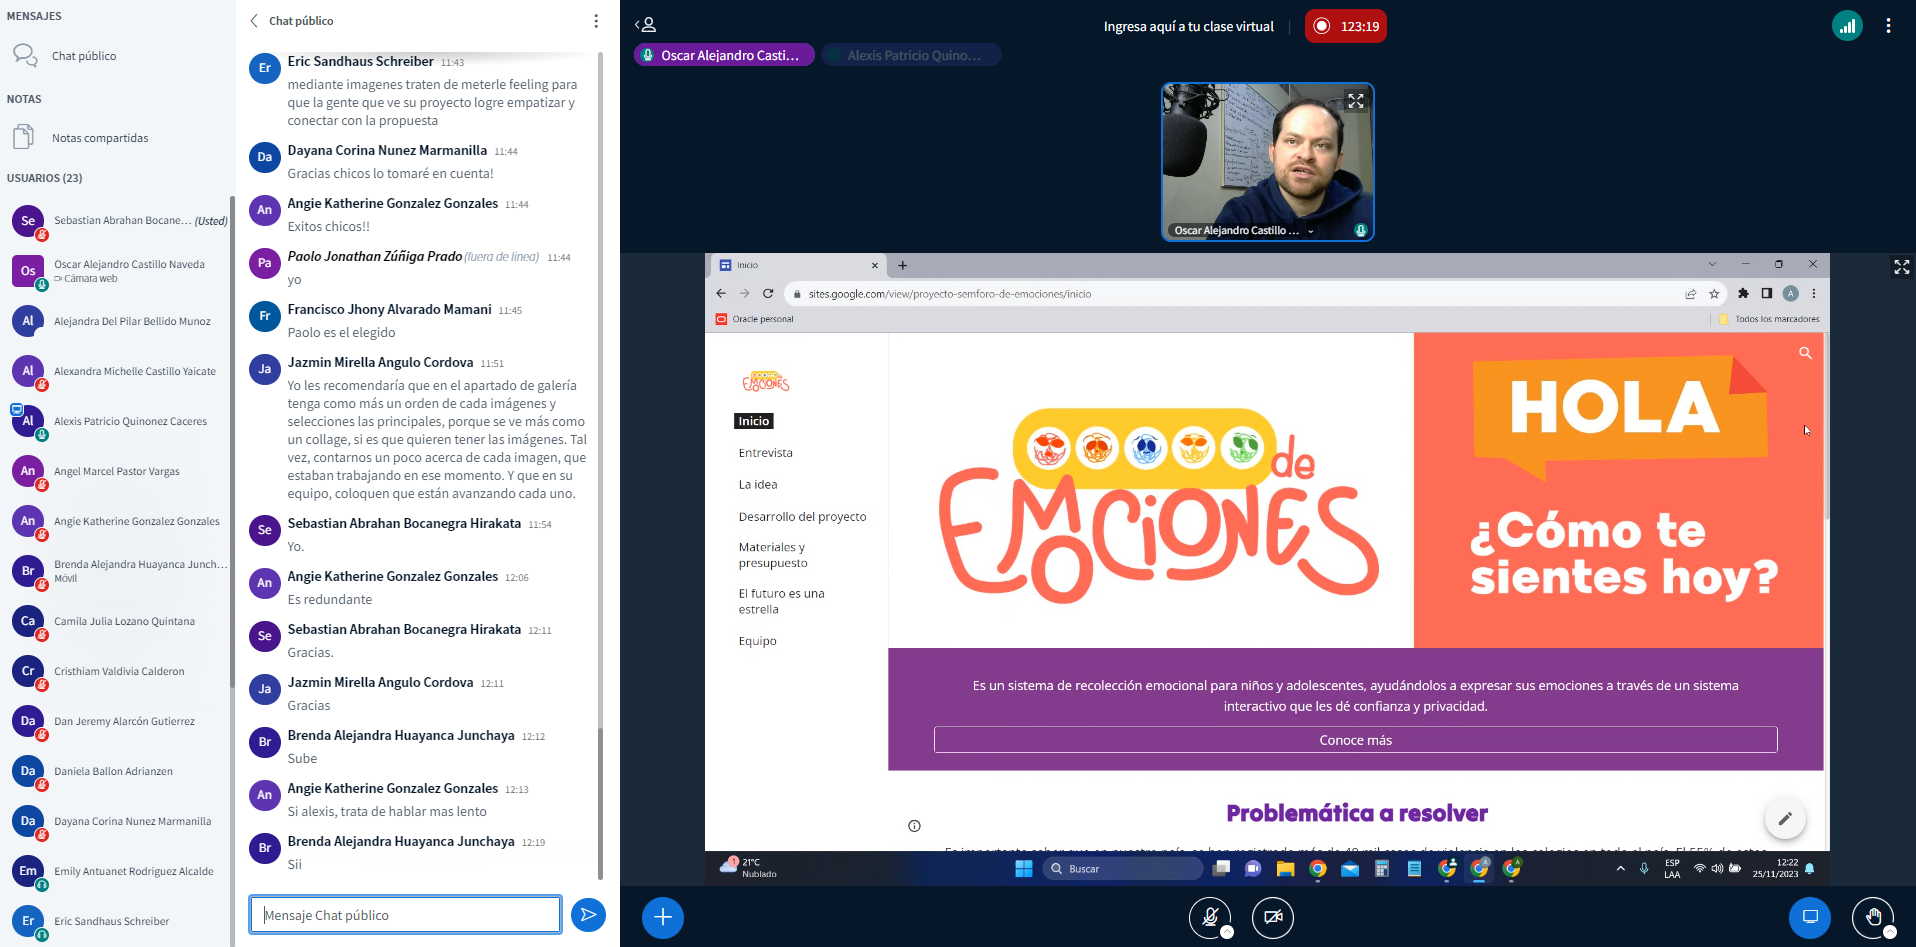 MENSAJES
Chat público
NOTAS
Notas compartidas
USUARIOS (23)
Se
Sebastian Abrahan Bocane... (Usted)
Os
Oscar Alejandro Castillo Naveda
Cámara web
Al
Alejandra Del Pilar Bellido Munoz
Al
Alexandra Michelle Castillo Yaicate
Al
Alexis Patricio Quinonez Caceres
An
Angel Marcel Pastor Vargas
An
Angie Katherine Gonzalez Gonzales
Br
Brenda Alejandra Huayanca Junch...
Móvil
Ca
Camila Julia Lozano Quintana
Cr
Cristhiam Valdivia Calderon
Da
Dan Jeremy Alarcón Gutierrez
Da
Daniela Ballon Adrianzen
Da
Dayana Corina Nunez Marmanilla
Em
Emily Antuanet Rodriguez Alcalde
Er
Eric Sandhaus Schreiber
Chat público
Er
Eric Sandhaus Schreiber 11:43
mediante imagenes traten de meterle feeling para
que la gente que ve su proyecto logre empatizar y
conectar con la propuesta
Da
Dayana Corina Nunez Marmanilla 11:44
Gracias chicos lo tomaré en cuenta!
An
Angie Katherine Gonzalez Gonzales 11:44
Exitos chicos!!
Pa
Paolo Jonathan Zúñiga Prado (fuera de línea) 11:44
yo
Fr
Francisco Jhony Alvarado Mamani 11:45
Paolo es el elegido
Ja
Jazmin Mirella Angulo Cordova 11:51
Yo les recomendaría que en el apartado de galería
tenga como más un orden de cada imágenes y
selecciones las principales, porque se ve más como
un collage, si es que quieren tener las imágenes. Tal
vez, contarnos un poco acerca de cada imagen, que
estaban trabajando en ese momento. Y que en su
equipo, coloquen que están avanzando cada uno.
Se
Sebastian Abrahan Bocanegra Hirakata 11:54
Yo.
An
Angie Katherine Gonzalez Gonzales 12:06
Es redundante
Se
Sebastian Abrahan Bocanegra Hirakata 12:11
Gracias.
Ja
Jazmin Mirella Angulo Cordova 12:11
Gracias
Br
Brenda Alejandra Huayanca Junchaya 12:12
Sube
An
Angie Katherine Gonzalez Gonzales 12:13
Si alexis, trata de hablar mas lento
Br
Brenda Alejandra Huayanca Junchaya 12:19
Sii
Mensaje Chat público
Ingresa aquí a tu clase virtual
123:19
Oscar Alejandro Casti...
Alexis Patricio Quino...
Oscar Alejandro Castillo ...
Inicio
sites.google.com/view/proyecto-semforo-de-emociones/inicio
A
Oracle personal
Todos los marcadores
EMOCIONES
Inicio
Entrevista
La idea
Desarrollo del proyecto
Materiales y
presupuesto
El futuro es una
estrella
Equipo
de
EMOCIONES
HOLA
¿Cómo te
sientes hoy?
Es un sistema de recolección emocional para niños y adolescentes, ayudándolos a expresar sus emociones a través de un sistema
interactivo que les dé confianza y privacidad.
Conoce más
Problemática a resolver
1
21°C
Nublado
Buscar
ESP
LAA
12:22
25/11/2023